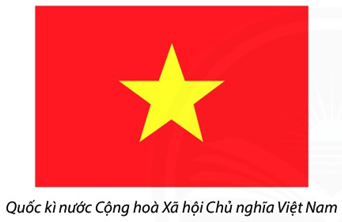 Quốc kì nước Cộng hoà Xã hội Chủ nghĩa Việt Nam